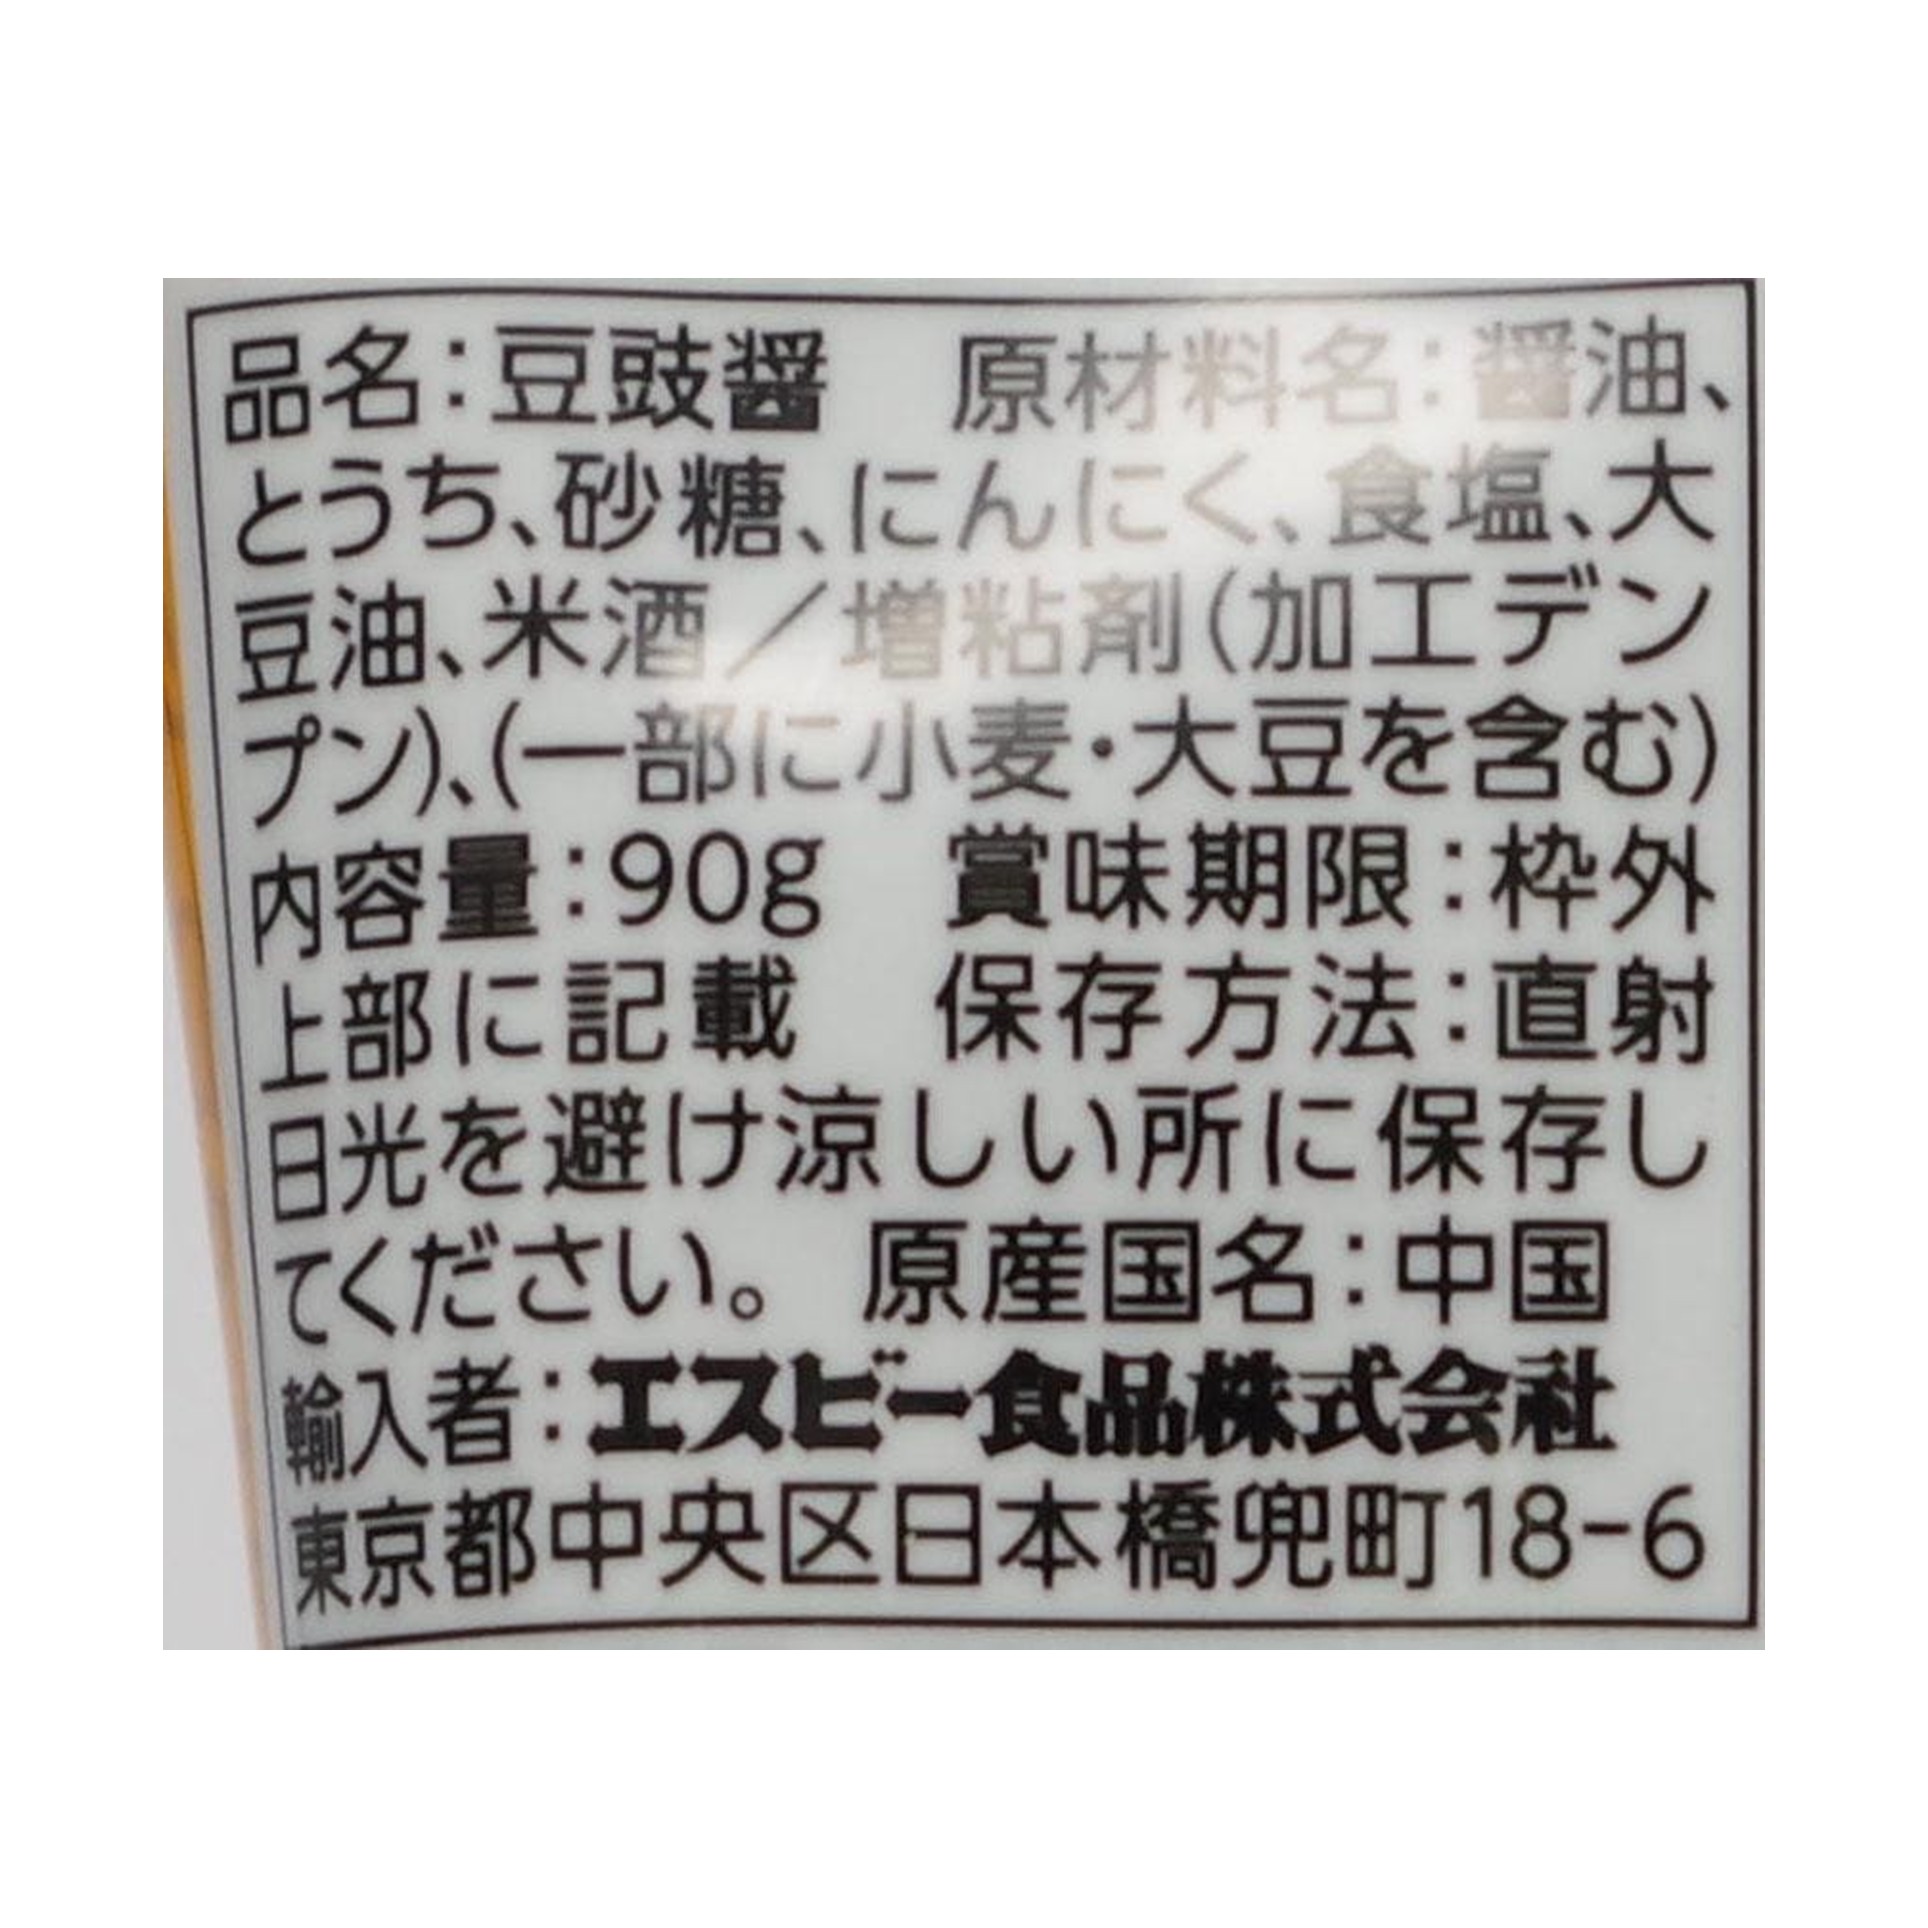 品名：豆豉醤　原材料名：醤油、
とうち、砂糖、にんにく、食塩、大
豆油、米酒／増粘剤（加工デン
プン）、（一部に小麦・大豆を含む）
内容量：90g　賞味期限：枠外
上部に記載　保存方法：直射
日光を避け涼しい所に保存し
てください。　原産国名：中国
輸入者：エスビー食品株式会社
東京都中央区日本橋兜町18-6